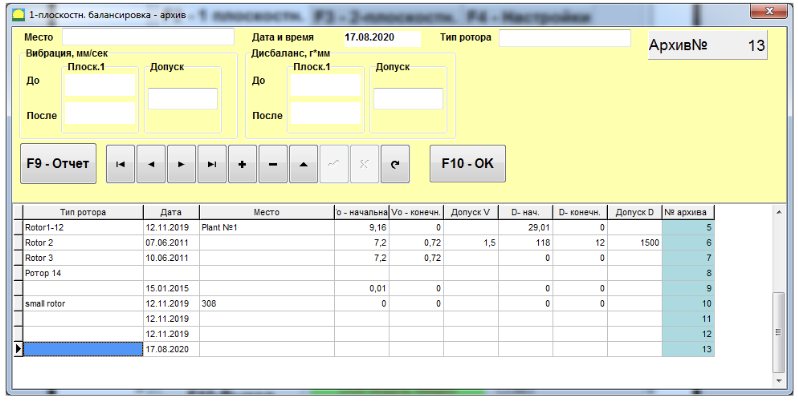 1-плоскостн. балансировка - архив
F3 - 2-плоскостн. F4 - Настройки
Место Дата и время 17.08.2020 Тип ротора АрхивNº 13
Вибрация, мм/сек Дисбаланс, г*мм
Плоск.1 Допуск Плоск.1 Допуск
До До
После После
F9 - Отчет F10 - OK
Тип ротора Дата Место 'о - начальна Vо - конечн. Допуск V D- нач. D- конечн. Допуск D № архива
Rotor1-12 12.11.2019 Plant №1 9,16 0 29,01 0 5
Rotor 2 07.06.2011 7,2 0,72 1,5 118 12 1500 6
Rotor 3 10.06.2011 7,2 0,72 0 0 7
Ротор 14 8
15.01.2015 0,01 0 0 0 9
small rotor 12.11.2019 308 0 0 0 0 10
12.11.2019 11
12.11.2019 12
17.08.2020 13